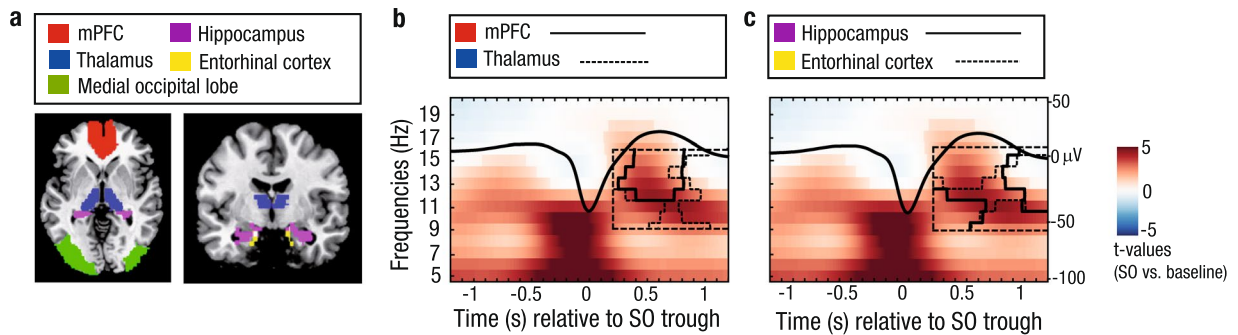 a
mPFC
Hippocampus
Thalamus
Entorhinal cortex
Medial occipital lobe
b
mPFC
Thalamus
Frequencies (Hz)
19
17
15
13
11
9
7
5
-1 -0.5 0 0.5 1
Time (s) relative to SO trough
c
Hippocampus
Entorhinal cortex
50
0 µV
-50
-100
-1 -0.5 0 0.5 1
Time (s) relative to SO trough
5
0
-5
t-values
(SO vs. baseline)